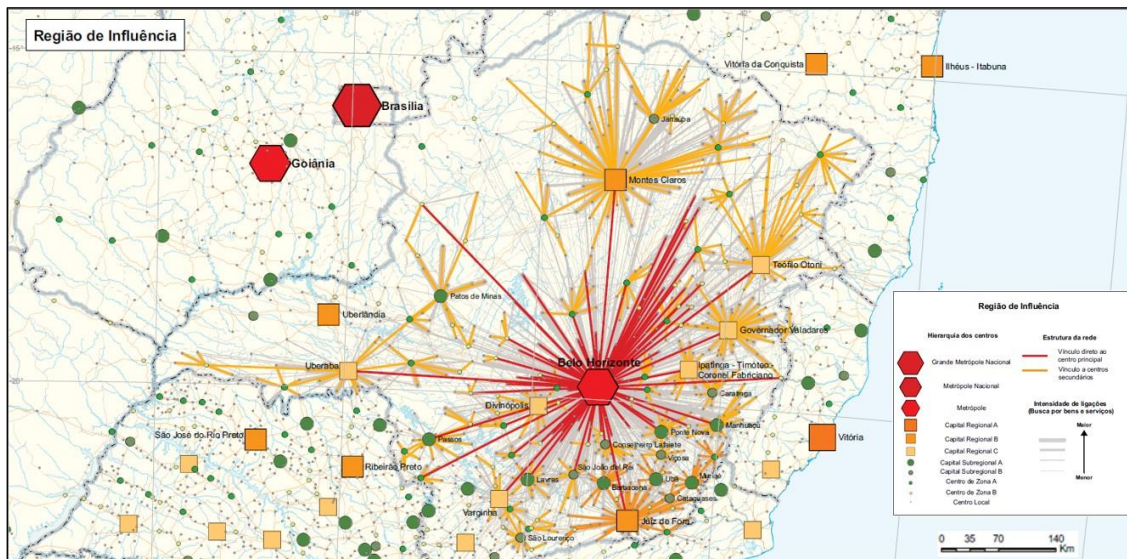 Região de Influência
Brasília
Goiânia
Vitória da Conquista
Ilhéus - Itabuna
Janaúba
Montes Claros
Teófilo Otoni
Patos de Minas
Uberlândia
Governador Valadares
Uberaba
Belo Horizonte
Ipatinga - Timóteo -
Coronel Fabriciano
Caratinga
Divinópolis
Manhuaçu
Ponte Nova
São José do Rio Preto
Passos
Conselheiro Lafaiete
Viçosa
Vitória
Ribeirão Preto
São João del Rei
Lavras
Barbacena
Ubá
Muriaé
Cataguases
Varginha
Juiz de Fora
São Lourenço
Região de Influência
Hierarquia dos centros
Grande Metrópole Nacional
Metrópole Nacional
Metrópole
Capital Regional A
Capital Regional B
Capital Regional C
Capital Subregional A
Capital Subregional B
Centro de Zona A
Centro de Zona B
Centro Local
Estrutura da rede
Vínculo direto ao
centro principal
Vínculo a centros
secundários
Intensidade de ligações
(Busca por bens e serviços)
Maior
Menor
0 35 70 140
Km